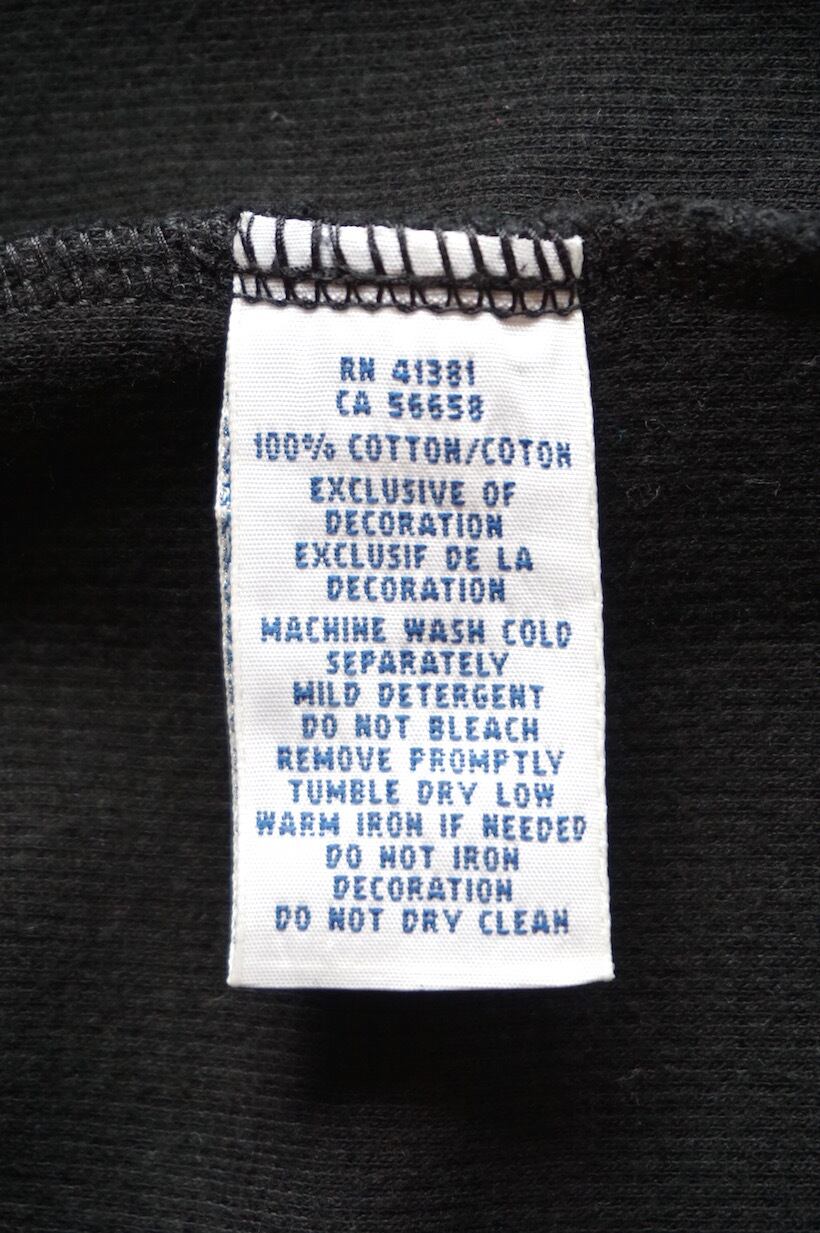 RN 41381
CA 56658
100% COTTON/COTON
EXCLUSIVE OF
DECORATION
EXCLUSIF DE LA
DECORATION
MACHINE WASH COLD
SEPARATELY
MILD DETERGENT
DO NOT BLEACH
REMOVE PROMPTLY
TUMBLE DRY LOW
WARM IRON IF NEEDED
DO NOT IRON
DECORATION
DO NOT DRY CLEAN